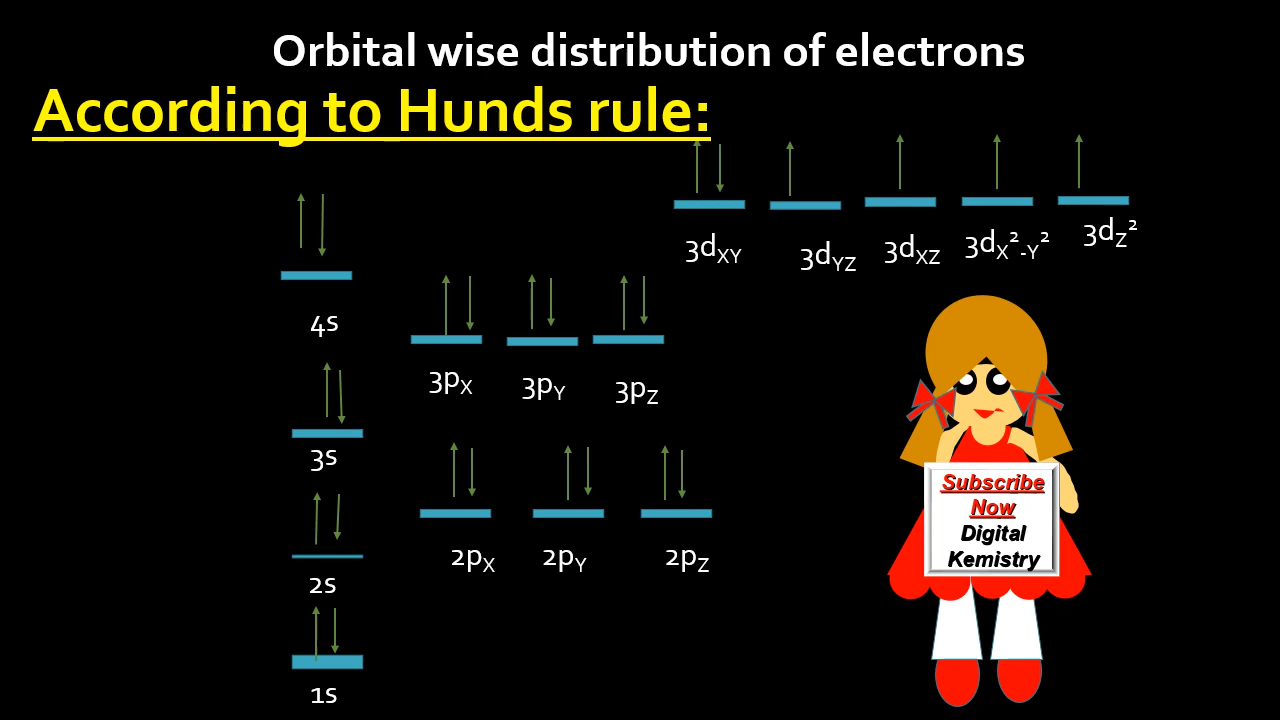 Orbital wise distribution of electrons
According to Hunds rule:
3dXY 3dYZ 3dXZ 3dX²-Y² 3dZ²
4s
3pX 3pY 3pZ
3s
2pX 2pY 2pZ
2s
1s
Subscribe
Now
Digital
Kemistry